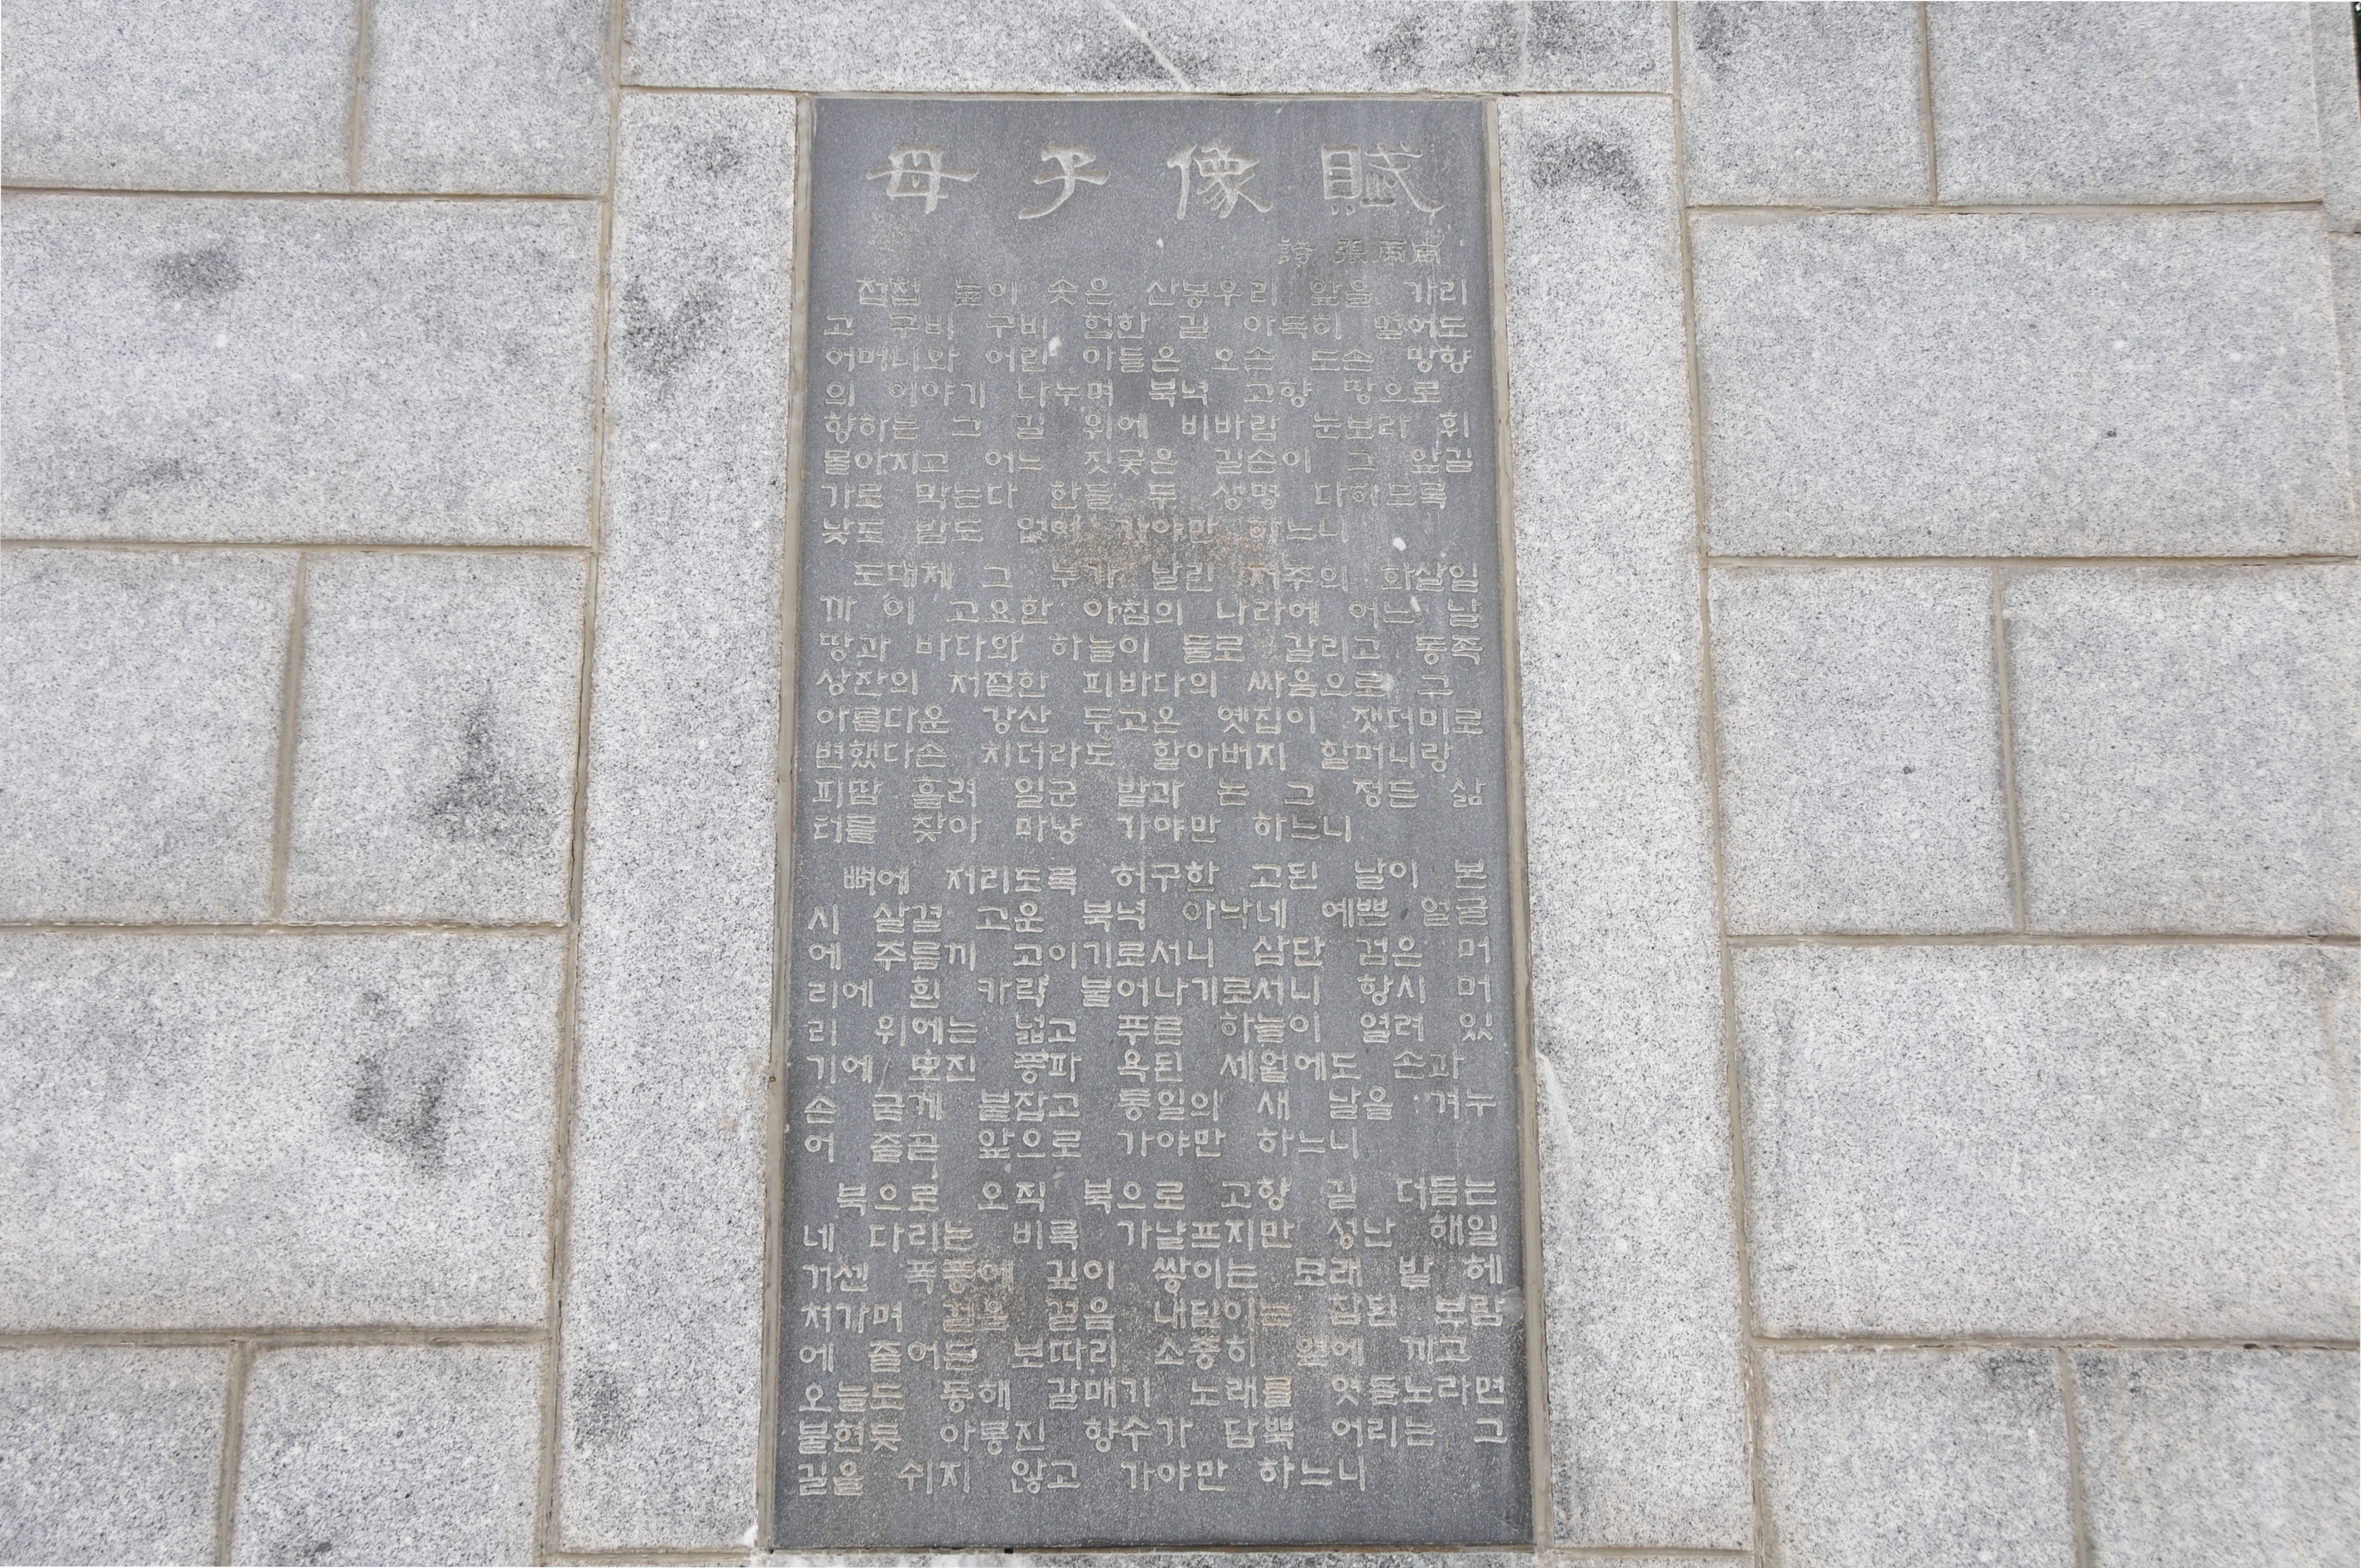 母子像賦
詩 張雨
첩첩 높이 솟은 산봉우리 앞을 가리
고 구비 구비 험한 길 아득히 멀어도
어머니와 어린 아들은 오손 도손 망향
의 이야기 나누며 북녘 고향 땅으로
향하는 그 길 위에 비바람 눈보라 휘
몰아치고 어느 짓궂은 길손이 그 앞길
가로 막는다 한들 두 생명 다하도록
낮도 밤도 없이 가야만 하느니
도대체 그 누가 날린 저주의 화살일
까 이 고요한 아침의 나라에 어느 날
땅과 바다와 하늘이 둘로 갈리고 동족
상잔의 처절한 피바다의 싸움으로 그
아름다운 강산 두고온 옛집이 잿더미로
변했다손 치더라도 할아버지 할머니랑
피땀 흘려 일군 밭과 논 그 정든 삶
터를 찾아 마냥 가야만 하느니
뼈에 저리도록 허구한 고된 날이 본
시 살결 고운 북녘 아낙네 예쁜 얼굴
에 주름끼 고이기로서니 삼단 검은 머
리에 흰 카락 불어나기로서니 항시 머
리 위에는 넓고 푸른 하늘이 열려 있
기에 모진 풍파 욕된 세월에도 손과
손 굳게 붙잡고 통일의 새 날을 겨누
어 줄곧 앞으로 가야만 하느니
북으로 오직 북으로 고향 길 더듬는
네 다리는 비록 가냘프지만 성난 해일
거센 폭풍에 깊이 쌓이는 모래 밭 헤
쳐가며 걸음 걸음 내딛이는 참된 보람
에 줄어든 보따리 소중히 옆에 끼고
오늘도 동해 갈매기 노래를 엿들노라면
불현듯 아롱진 향수가 담뿍 어리는 그
길을 쉬지 않고 가야만 하느니